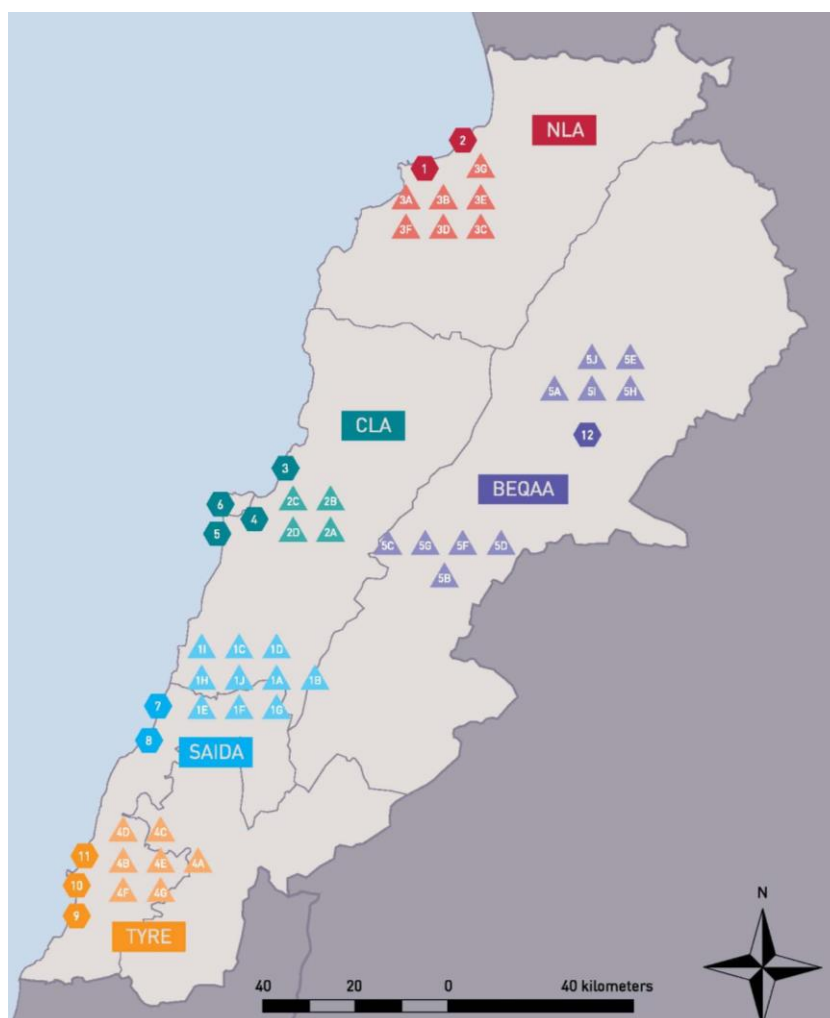 NLA
2
1
3G
3A 3B 3E
3F 3D 3C
5J 5E
5A 5I 5H
CLA
12
3
BEQAA
6
2C 2B
4
5
2D 2A
5C 5G 5F 5D
5B
1I 1C 1D
1H 1J 1A 1B
7
1E 1F 1G
8
SAIDA
4D 4C
11
4B 4E 4A
10
4F 4G
9
TYRE
N
40 20 0 40 kilometers